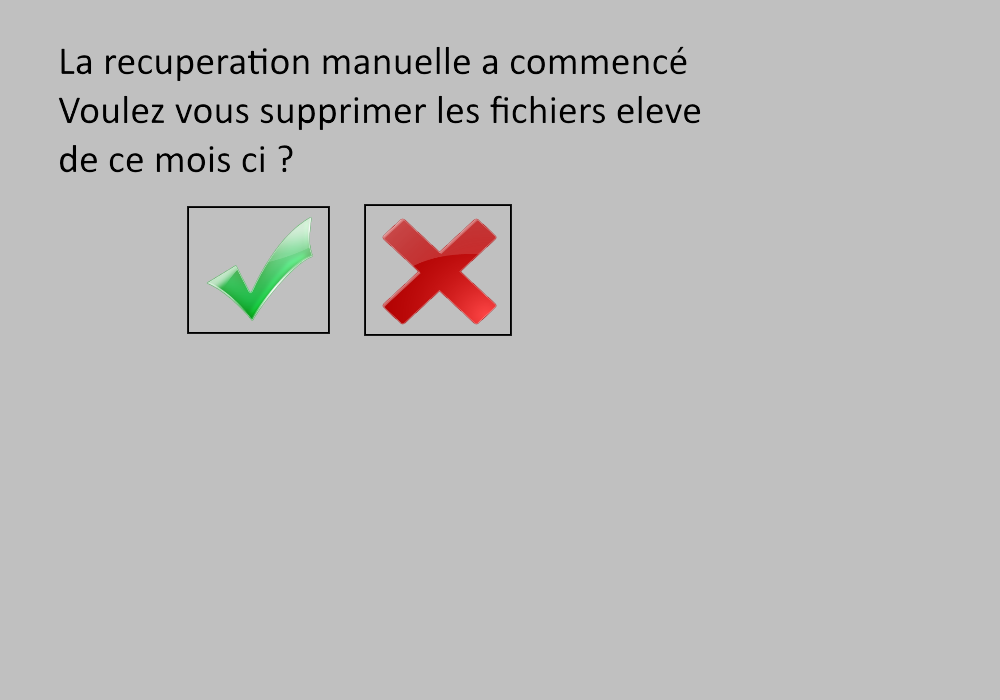 La recuperation manuelle a commencé
Voulez vous supprimer les fichiers eleve
de ce mois ci ?